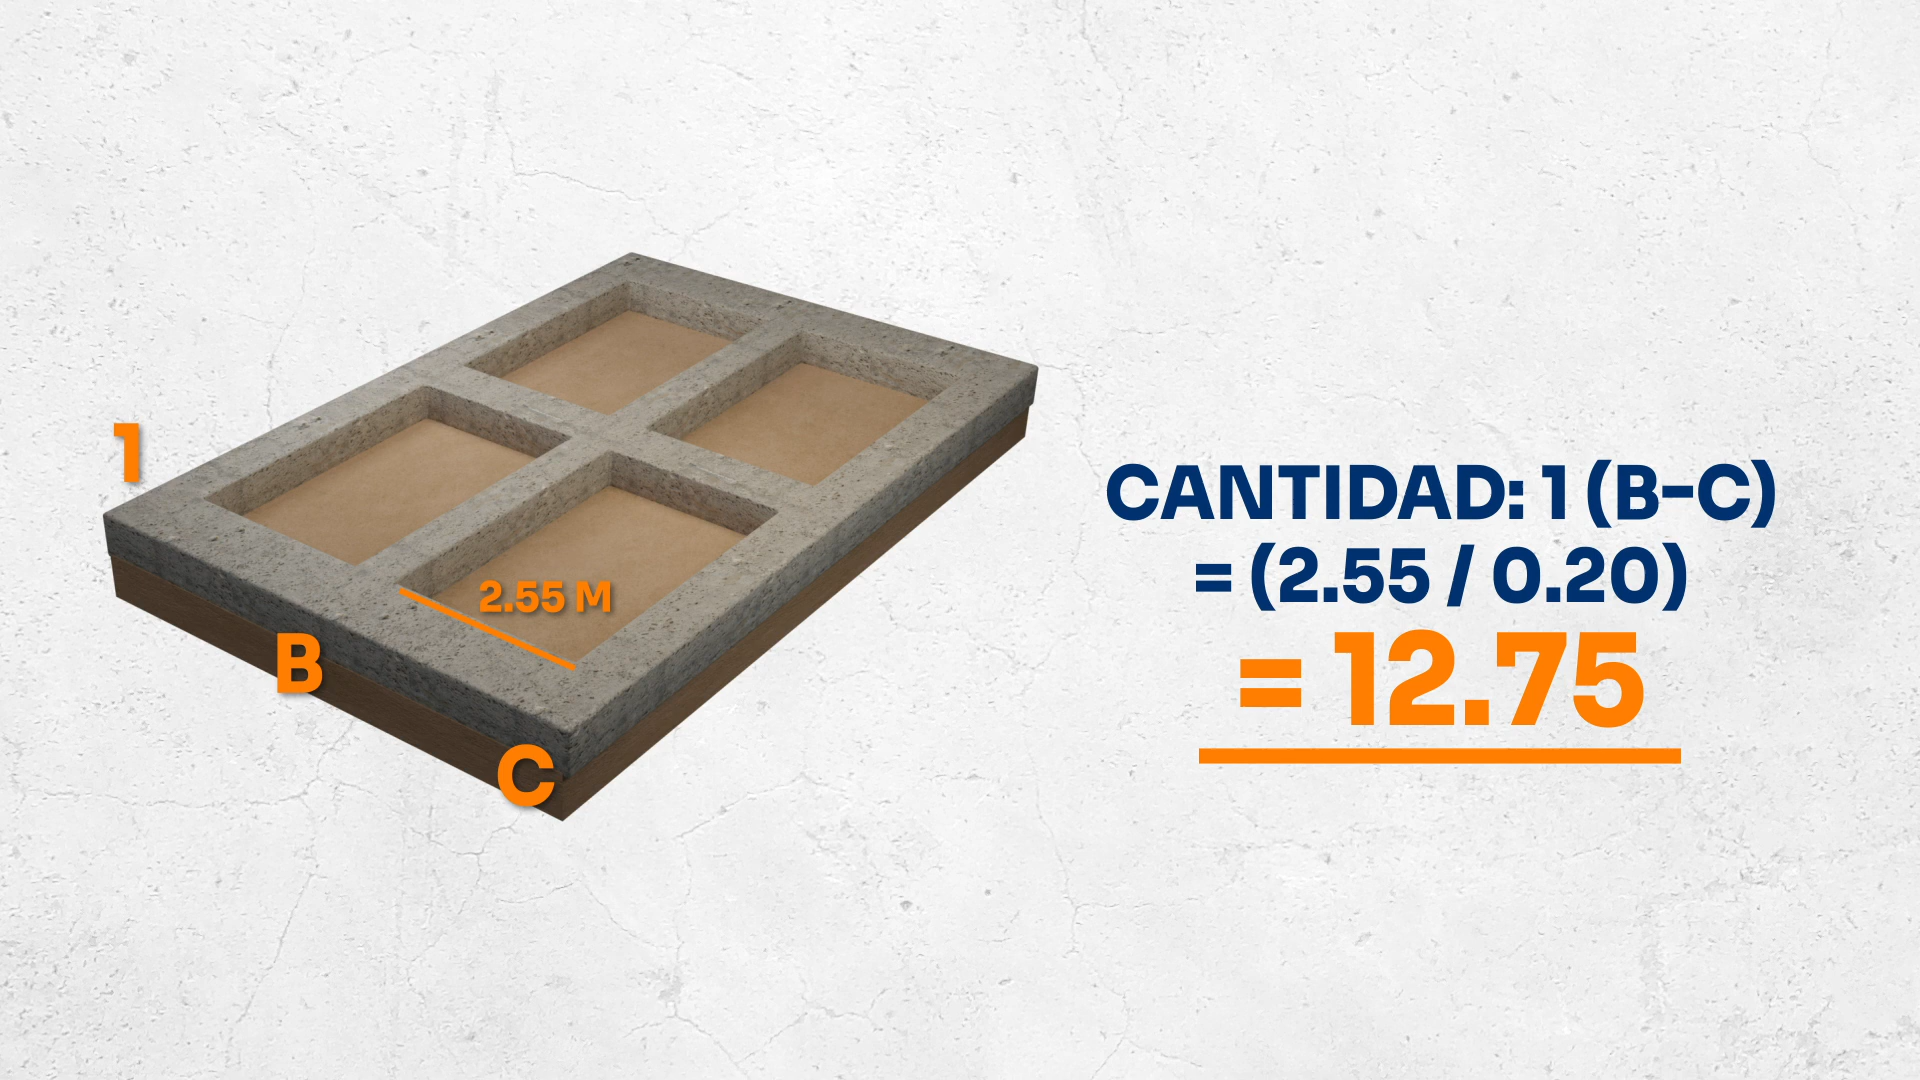 1
2.55 M
B
C
CANTIDAD: 1 (B-C)
= (2.55 / 0.20)
= 12.75